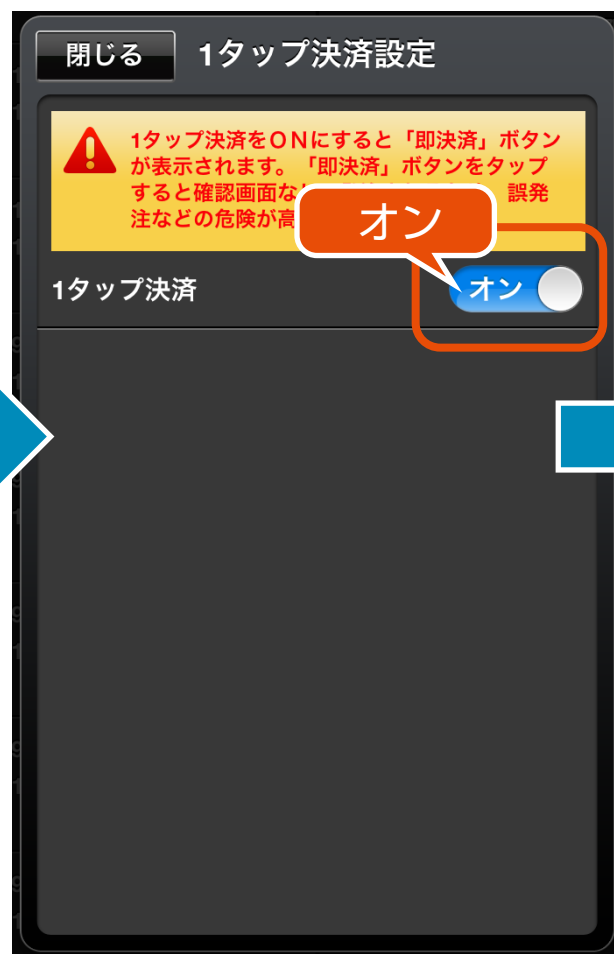 閉じる
1タップ決済設定
1タップ決済をＯＮにすると「即決済」ボタン
が表示されます。「即決済」ボタンをタップ
すると確認画面な 誤発
注などの危険が高
オン
1タップ決済
オン